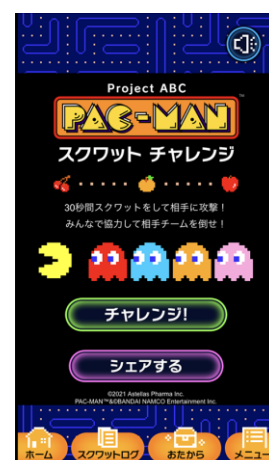 Project ABC
PAC-MAN™
スクワット チャレンジ
30秒間スクワットをして相手に攻撃！
みんなで協力して相手チームを倒せ！
チャレンジ!
シェアする
©2021 Astellas Pharma Inc.
PAC-MAN™&©BANDAI NAMCO Entertainment Inc.
ホーム
スクワットログ
おたから
メニュー